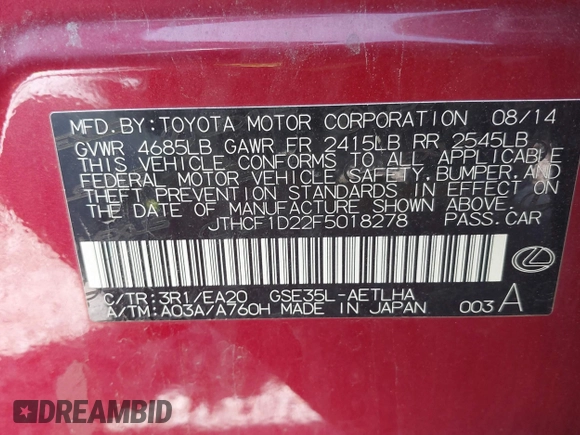 MFD.BY:TOYOTA MOTOR CORPORATION 08/14
GVWR 4685LB GAWR FR 2415LB RR 2545LB
THIS VEHICLE CONFORMS TO ALL APPLICABLE
FEDERAL MOTOR VEHICLE SAFETY,BUMPER,AND
THEFT PREVENTION STANDARDS IN EFFECT ON
THE DATE OF MANUFACTURE SHOWN ABOVE.
JTHCF1D22F5018278 PASS.CAR
C/TR:3R1/EA20 GSE35L-AETLHA
A/TM:A03A/A760H MADE IN JAPAN 003 A
DREAMBID